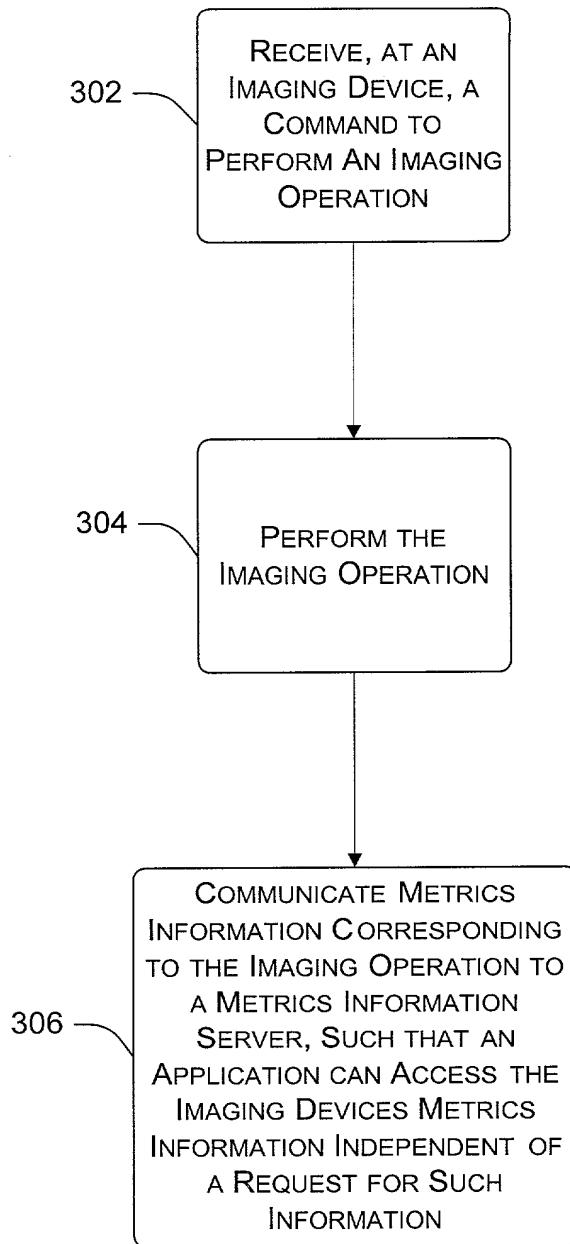 302
RECEIVE, AT AN
IMAGING DEVICE, A
COMMAND TO
PERFORM AN IMAGING
OPERATION
304
PERFORM THE
IMAGING OPERATION
306
COMMUNICATE METRICS
INFORMATION CORRESPONDING
TO THE IMAGING OPERATION TO
A METRICS INFORMATION
SERVER, SUCH THAT AN
APPLICATION CAN ACCESS THE
IMAGING DEVICES METRICS
INFORMATION INDEPENDENT OF
A REQUEST FOR SUCH
INFORMATION